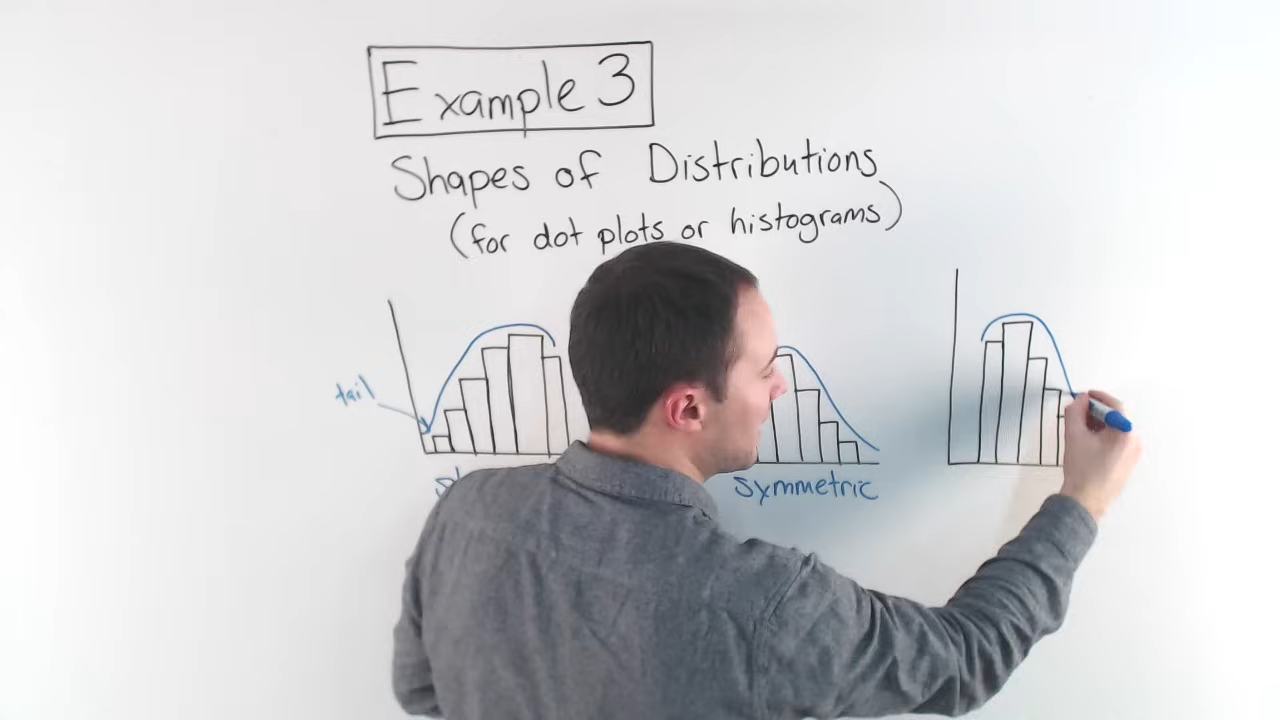 Example 3
Shapes of Distributions
(for dot plots or histograms)
tail
symmetric